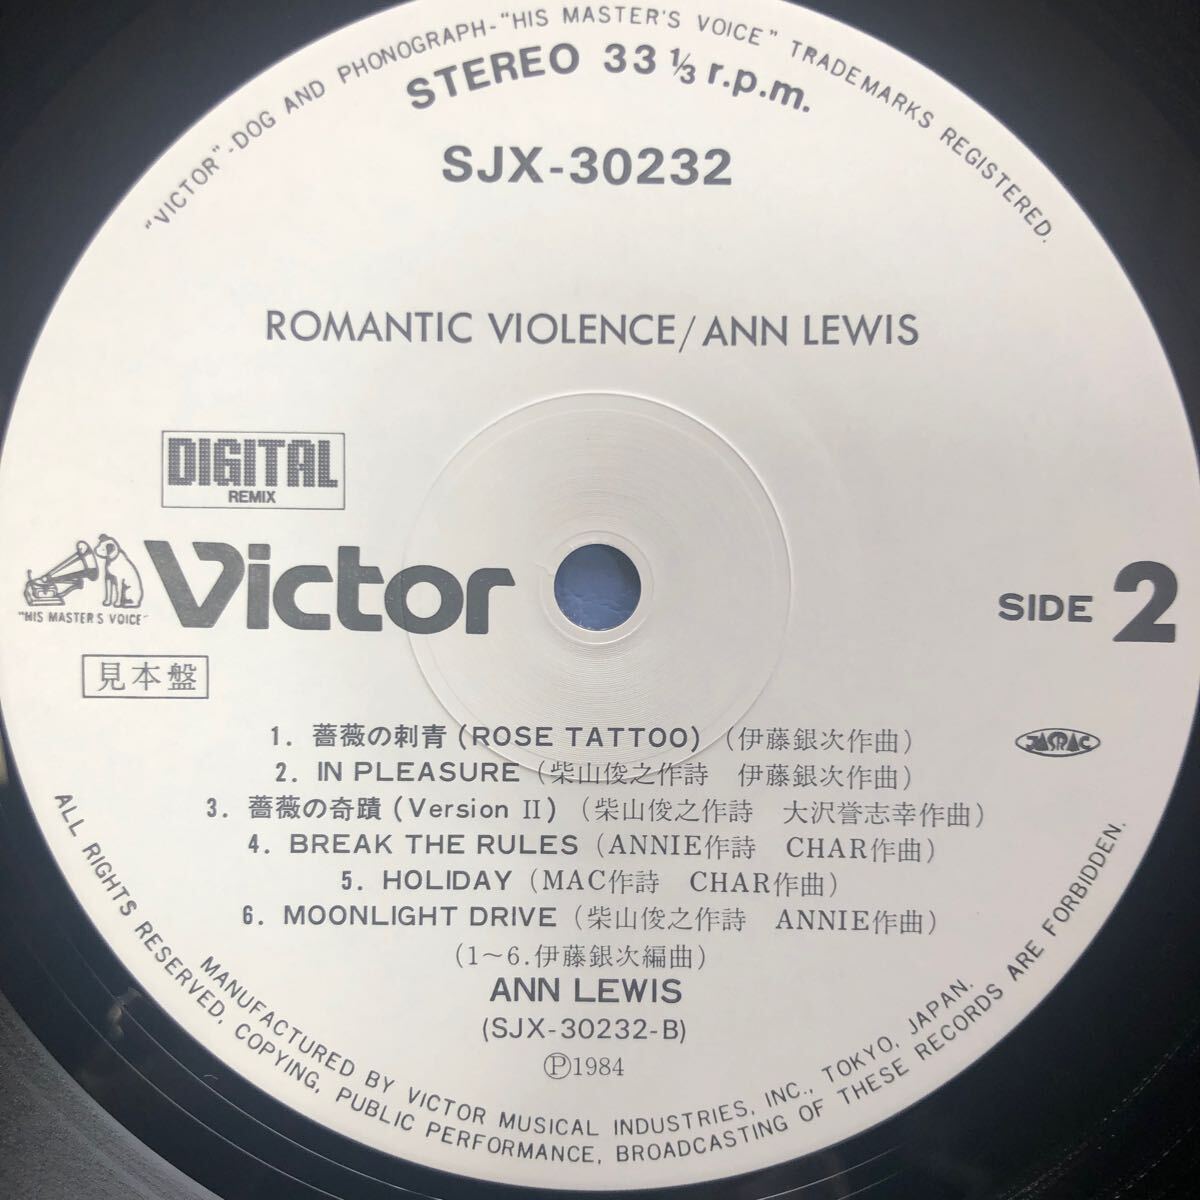 "VICTOR"-DOG AND PHONOGRAPH-"HIS MASTER'S VOICE" TRADEMARKS REGISTERED.
STEREO 33 1/3 r.p.m.
SJX-30232
ROMANTIC VIOLENCE/ANN LEWIS
DIGITAL
REMIX
Victor
"HIS MASTER'S VOICE"
SIDE 2
見本盤
1. 薔薇の刺青 (ROSE TATTOO) (伊藤銀次作曲)
JASRAC
2. IN PLEASURE (柴山俊之作詩 伊藤銀次作曲)
3. 薔薇の奇蹟 (Version II) (柴山俊之作詩 大沢誉志幸作曲)
4. BREAK THE RULES (ANNIE作詩 CHAR作曲)
5. HOLIDAY (MAC作詩 CHAR作曲)
6. MOONLIGHT DRIVE (柴山俊之作詩 ANNIE作曲)
(1~6.伊藤銀次編曲)
ANN LEWIS
(SJX-30232-B)
Ⓟ1984
MANUFACTURED BY VICTOR MUSICAL INDUSTRIES, INC., TOKYO, JAPAN.
ALL RIGHTS RESERVED, COPYING, PUBLIC PERFORMANCE, BROADCASTING OF THESE RECORDS ARE FORBIDDEN.